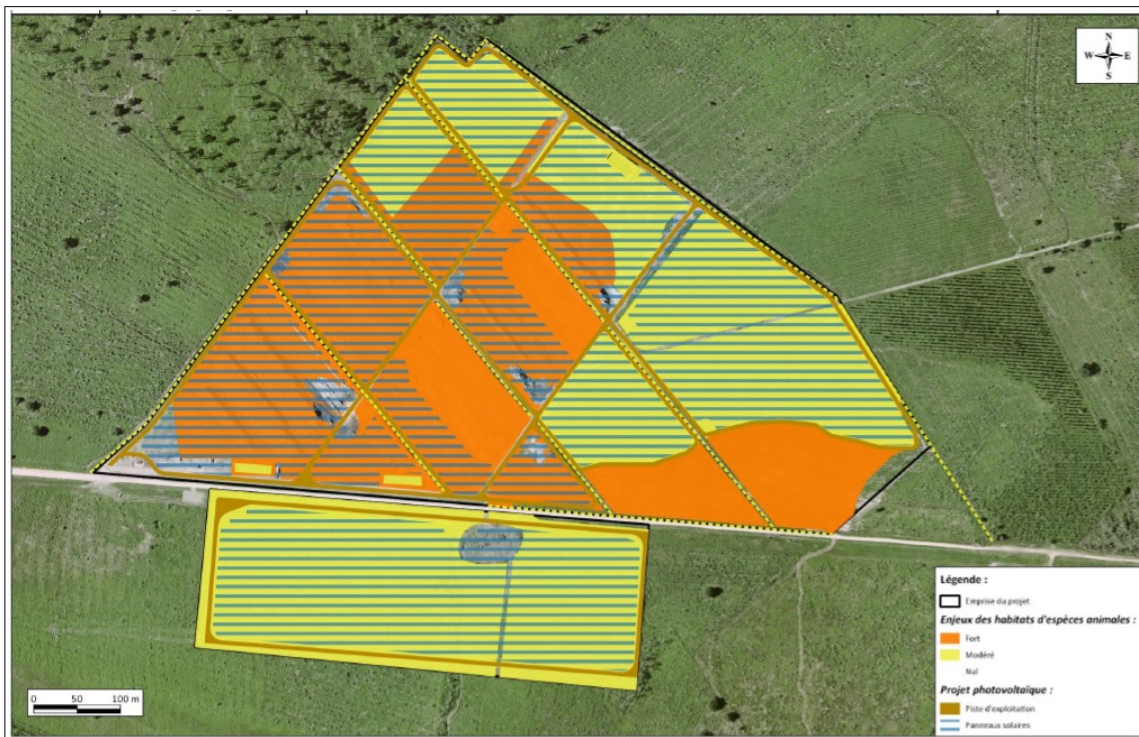 N
W E
S
0 50 100 m
Légende :
Emprise du projet
Enjeux des habitats d'espèces animales :
Fort
Modéré
Nul
Projet photovoltaïque :
Piste d'exploitation
Panneaux solaires